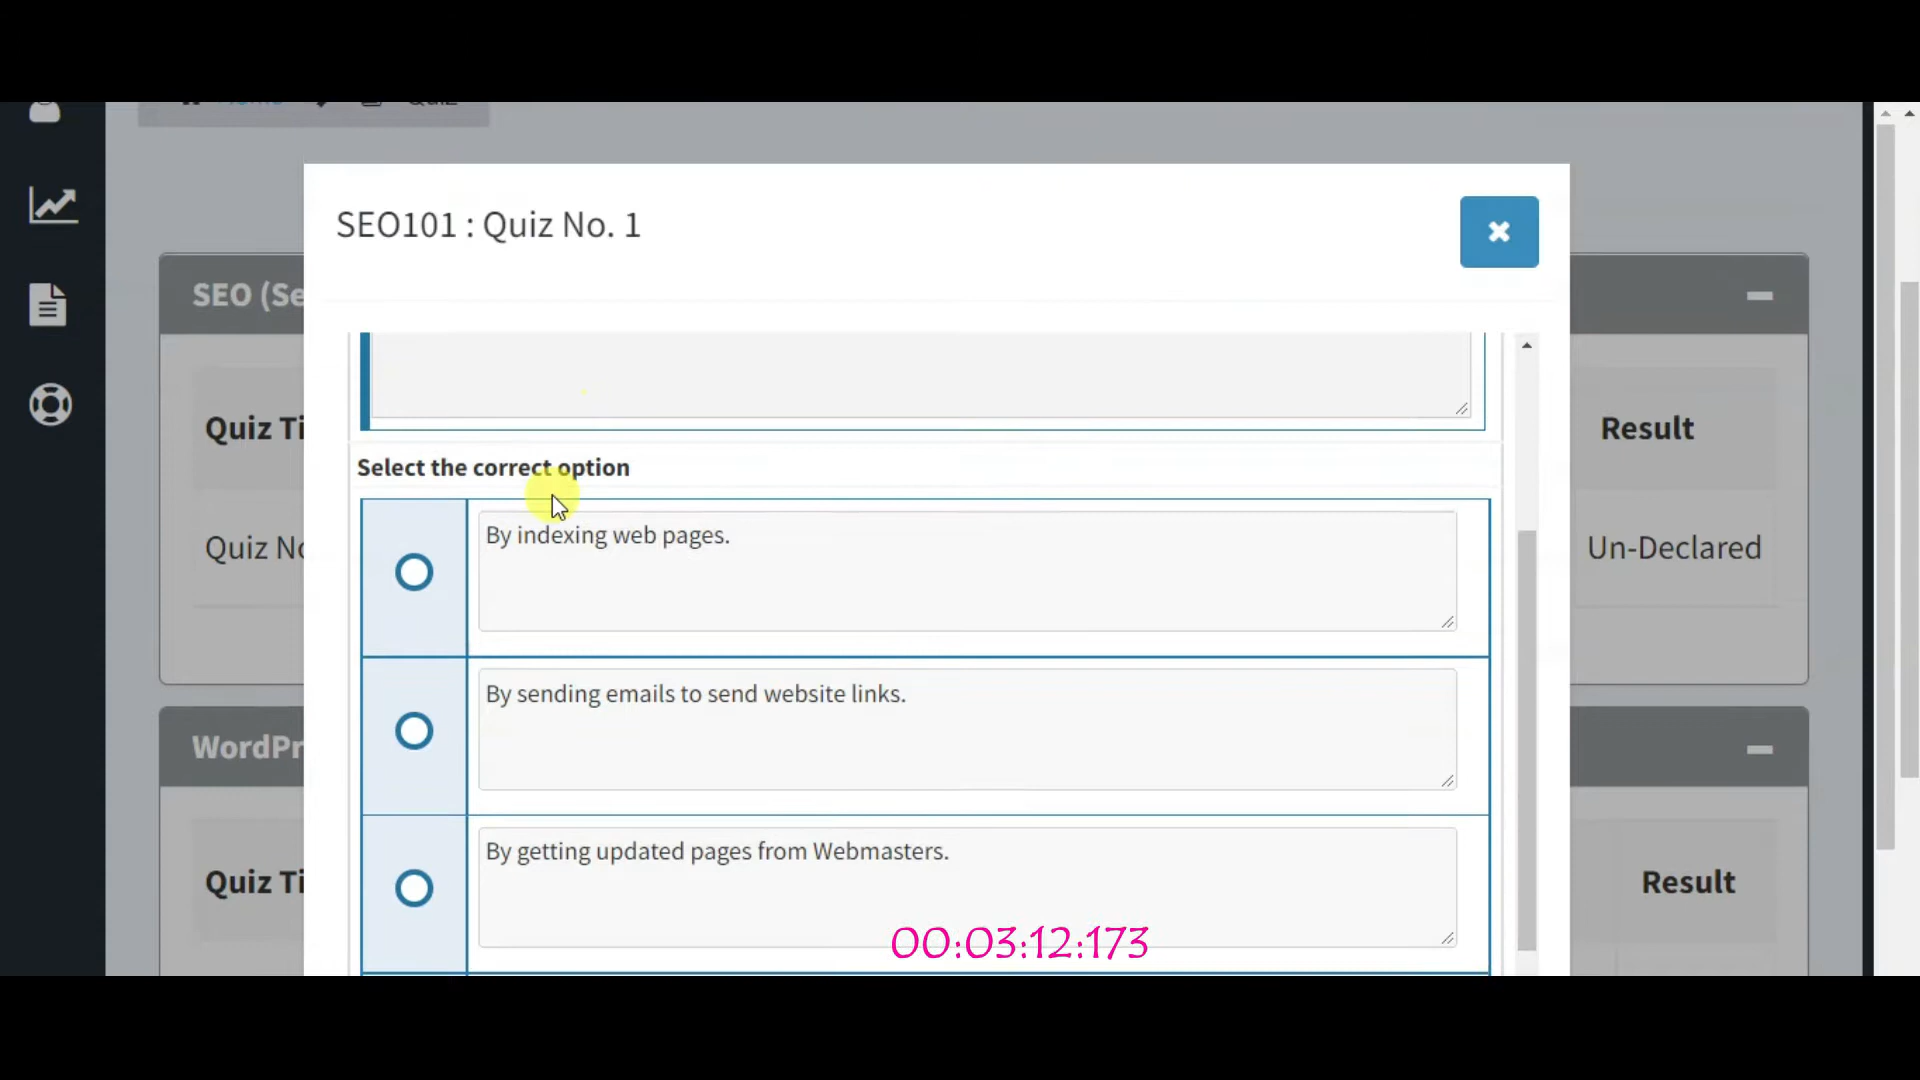 SEO101 : Quiz No. 1
SEO (Se
Quiz Ti
Result
Select the correct option
By indexing web pages.
Quiz No
Un-Declared
By sending emails to send website links.
WordPr
By getting updated pages from Webmasters.
Quiz Ti
Result
00:03:12:173